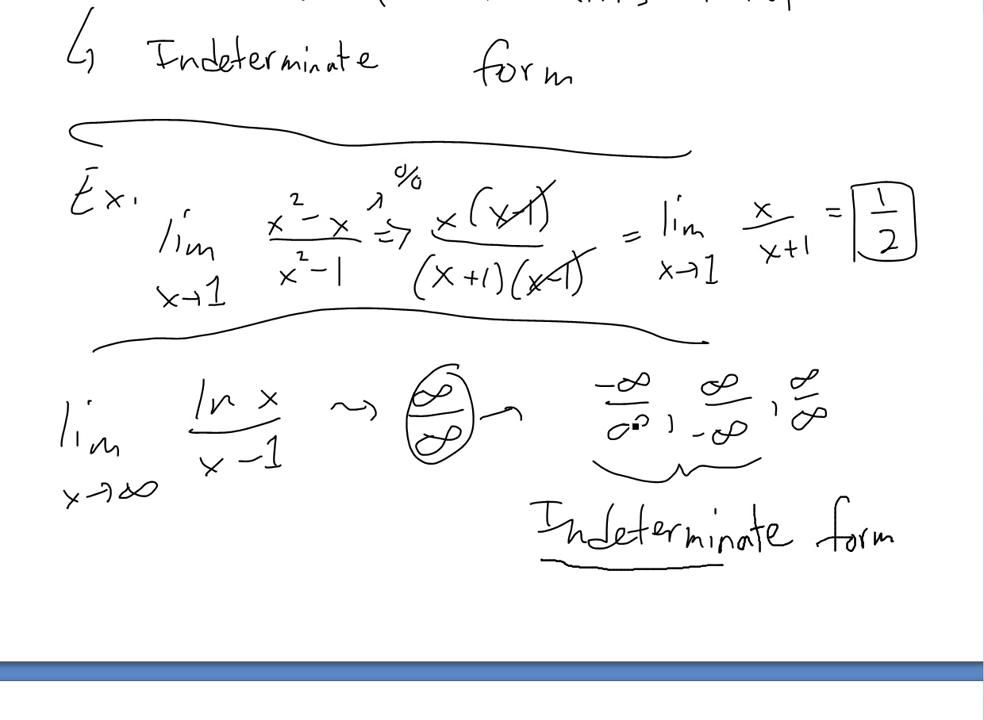 ↳ Indeterminate form
Ex. lim x→1 (x² - x)/(x² - 1) ⇒ 0/0 x(x-1)/((x+1)(x-1)) = lim x→1 x/(x+1) = 1/2
lim x→∞ ln x/(x-1) ⇝ ∞/∞ → -∞/∞, ∞/-∞, ∞/∞
Indeterminate form